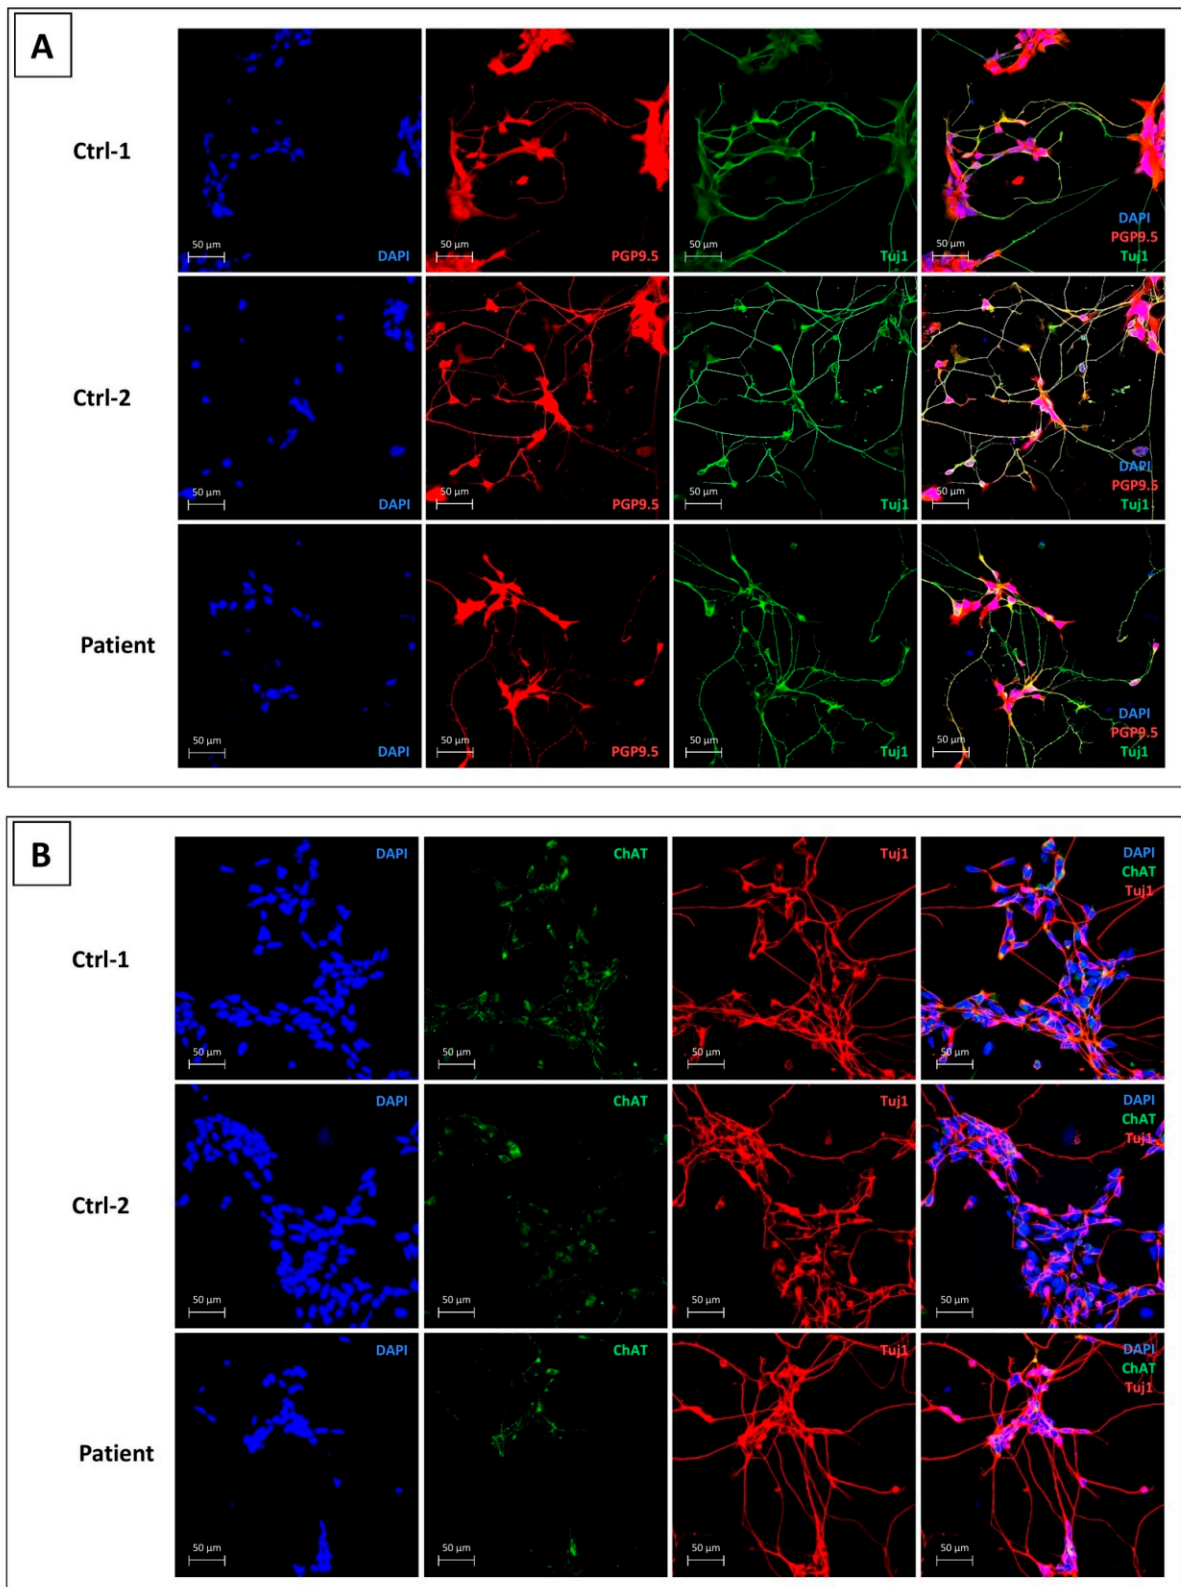 A
Ctrl-1
50 µm
DAPI
50 µm
PGP9.5
50 µm
Tuj1
50 µm
DAPI
PGP9.5
Tuj1
Ctrl-2
50 µm
DAPI
50 µm
PGP9.5
50 µm
Tuj1
50 µm
DAPI
PGP9.5
Tuj1
Patient
50 µm
DAPI
50 µm
PGP9.5
50 µm
Tuj1
50 µm
DAPI
PGP9.5
Tuj1
B
Ctrl-1
DAPI
50 µm
ChAT
50 µm
Tuj1
50 µm
DAPI
ChAT
Tuj1
50 µm
Ctrl-2
DAPI
50 µm
ChAT
50 µm
Tuj1
50 µm
DAPI
ChAT
Tuj1
50 µm
Patient
DAPI
50 µm
ChAT
50 µm
Tuj1
50 µm
DAPI
ChAT
Tuj1
50 µm